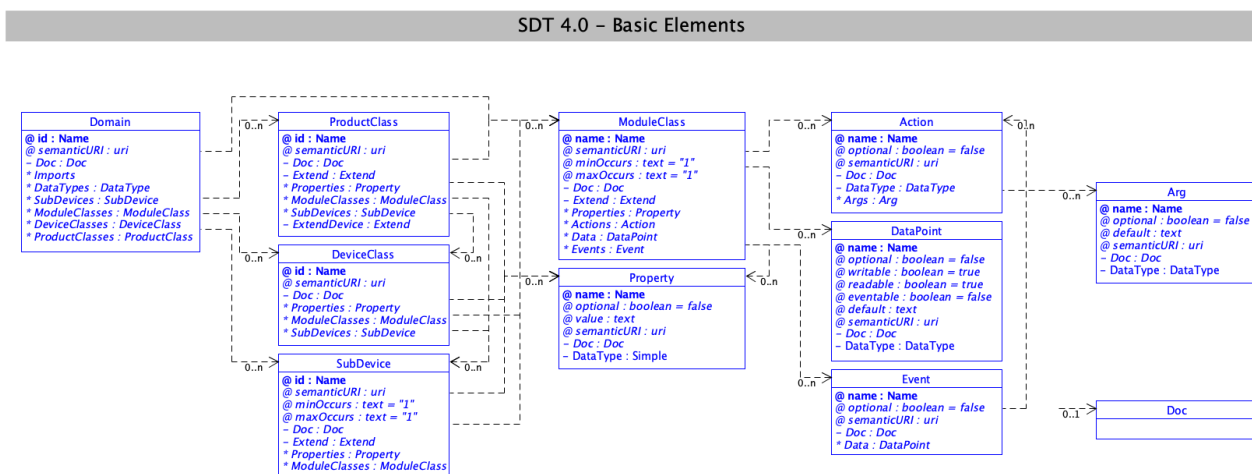 SDT 4.0 – Basic Elements
Domain
@ id : Name
@ semanticURI : uri
– Doc : Doc
* Imports
* DataTypes : DataType
* SubDevices : SubDevice
* ModuleClasses : ModuleClass
* DeviceClasses : DeviceClass
* ProductClasses : ProductClass
0..n
ProductClass
@ id : Name
@ semanticURI : uri
– Doc : Doc
– Extend : Extend
* Properties : Property
* ModuleClasses : ModuleClass
* SubDevices : SubDevice
– ExtendedDevice : Extend
0..n
0..n
DeviceClass
@ id : Name
@ semanticURI : uri
– Doc : Doc
* Properties : Property
* ModuleClasses : ModuleClass
* SubDevices : SubDevice
0..n
0..n
SubDevice
@ id : Name
@ semanticURI : uri
@ minOccurs : text = "1"
@ maxOccurs : text = "1"
– Doc : Doc
– Extend : Extend
* Properties : Property
* ModuleClasses : ModuleClass
0..n
ModuleClass
@ name : Name
@ semanticURI : uri
@ minOccurs : text = "1"
@ maxOccurs : text = "1"
– Doc : Doc
– Extend : Extend
* Properties : Property
* Actions : Action
* Data : DataPoint
* Events : Event
0..n
0..n
Property
@ name : Name
@ optional : boolean = false
@ value : text
@ semanticURI : uri
– Doc : Doc
– DataType : Simple
0..n
0..n
Action
@ name : Name
@ optional : boolean = false
@ semanticURI : uri
– Doc : Doc
– DataType : DataType
* Args : Arg
0..n
DataPoint
@ name : Name
@ optional : boolean = false
@ writable : boolean = true
@ readable : boolean = true
@ eventable : boolean = false
@ default : text
@ semanticURI : uri
– Doc : Doc
– DataType : DataType
0..n
Event
@ name : Name
@ optional : boolean = false
@ semanticURI : uri
– Doc : Doc
* Data : DataPoint
0..n
Arg
@ name : Name
@ optional : boolean = false
@ default : text
@ semanticURI : uri
– Doc : Doc
– DataType : DataType
0..1
Doc